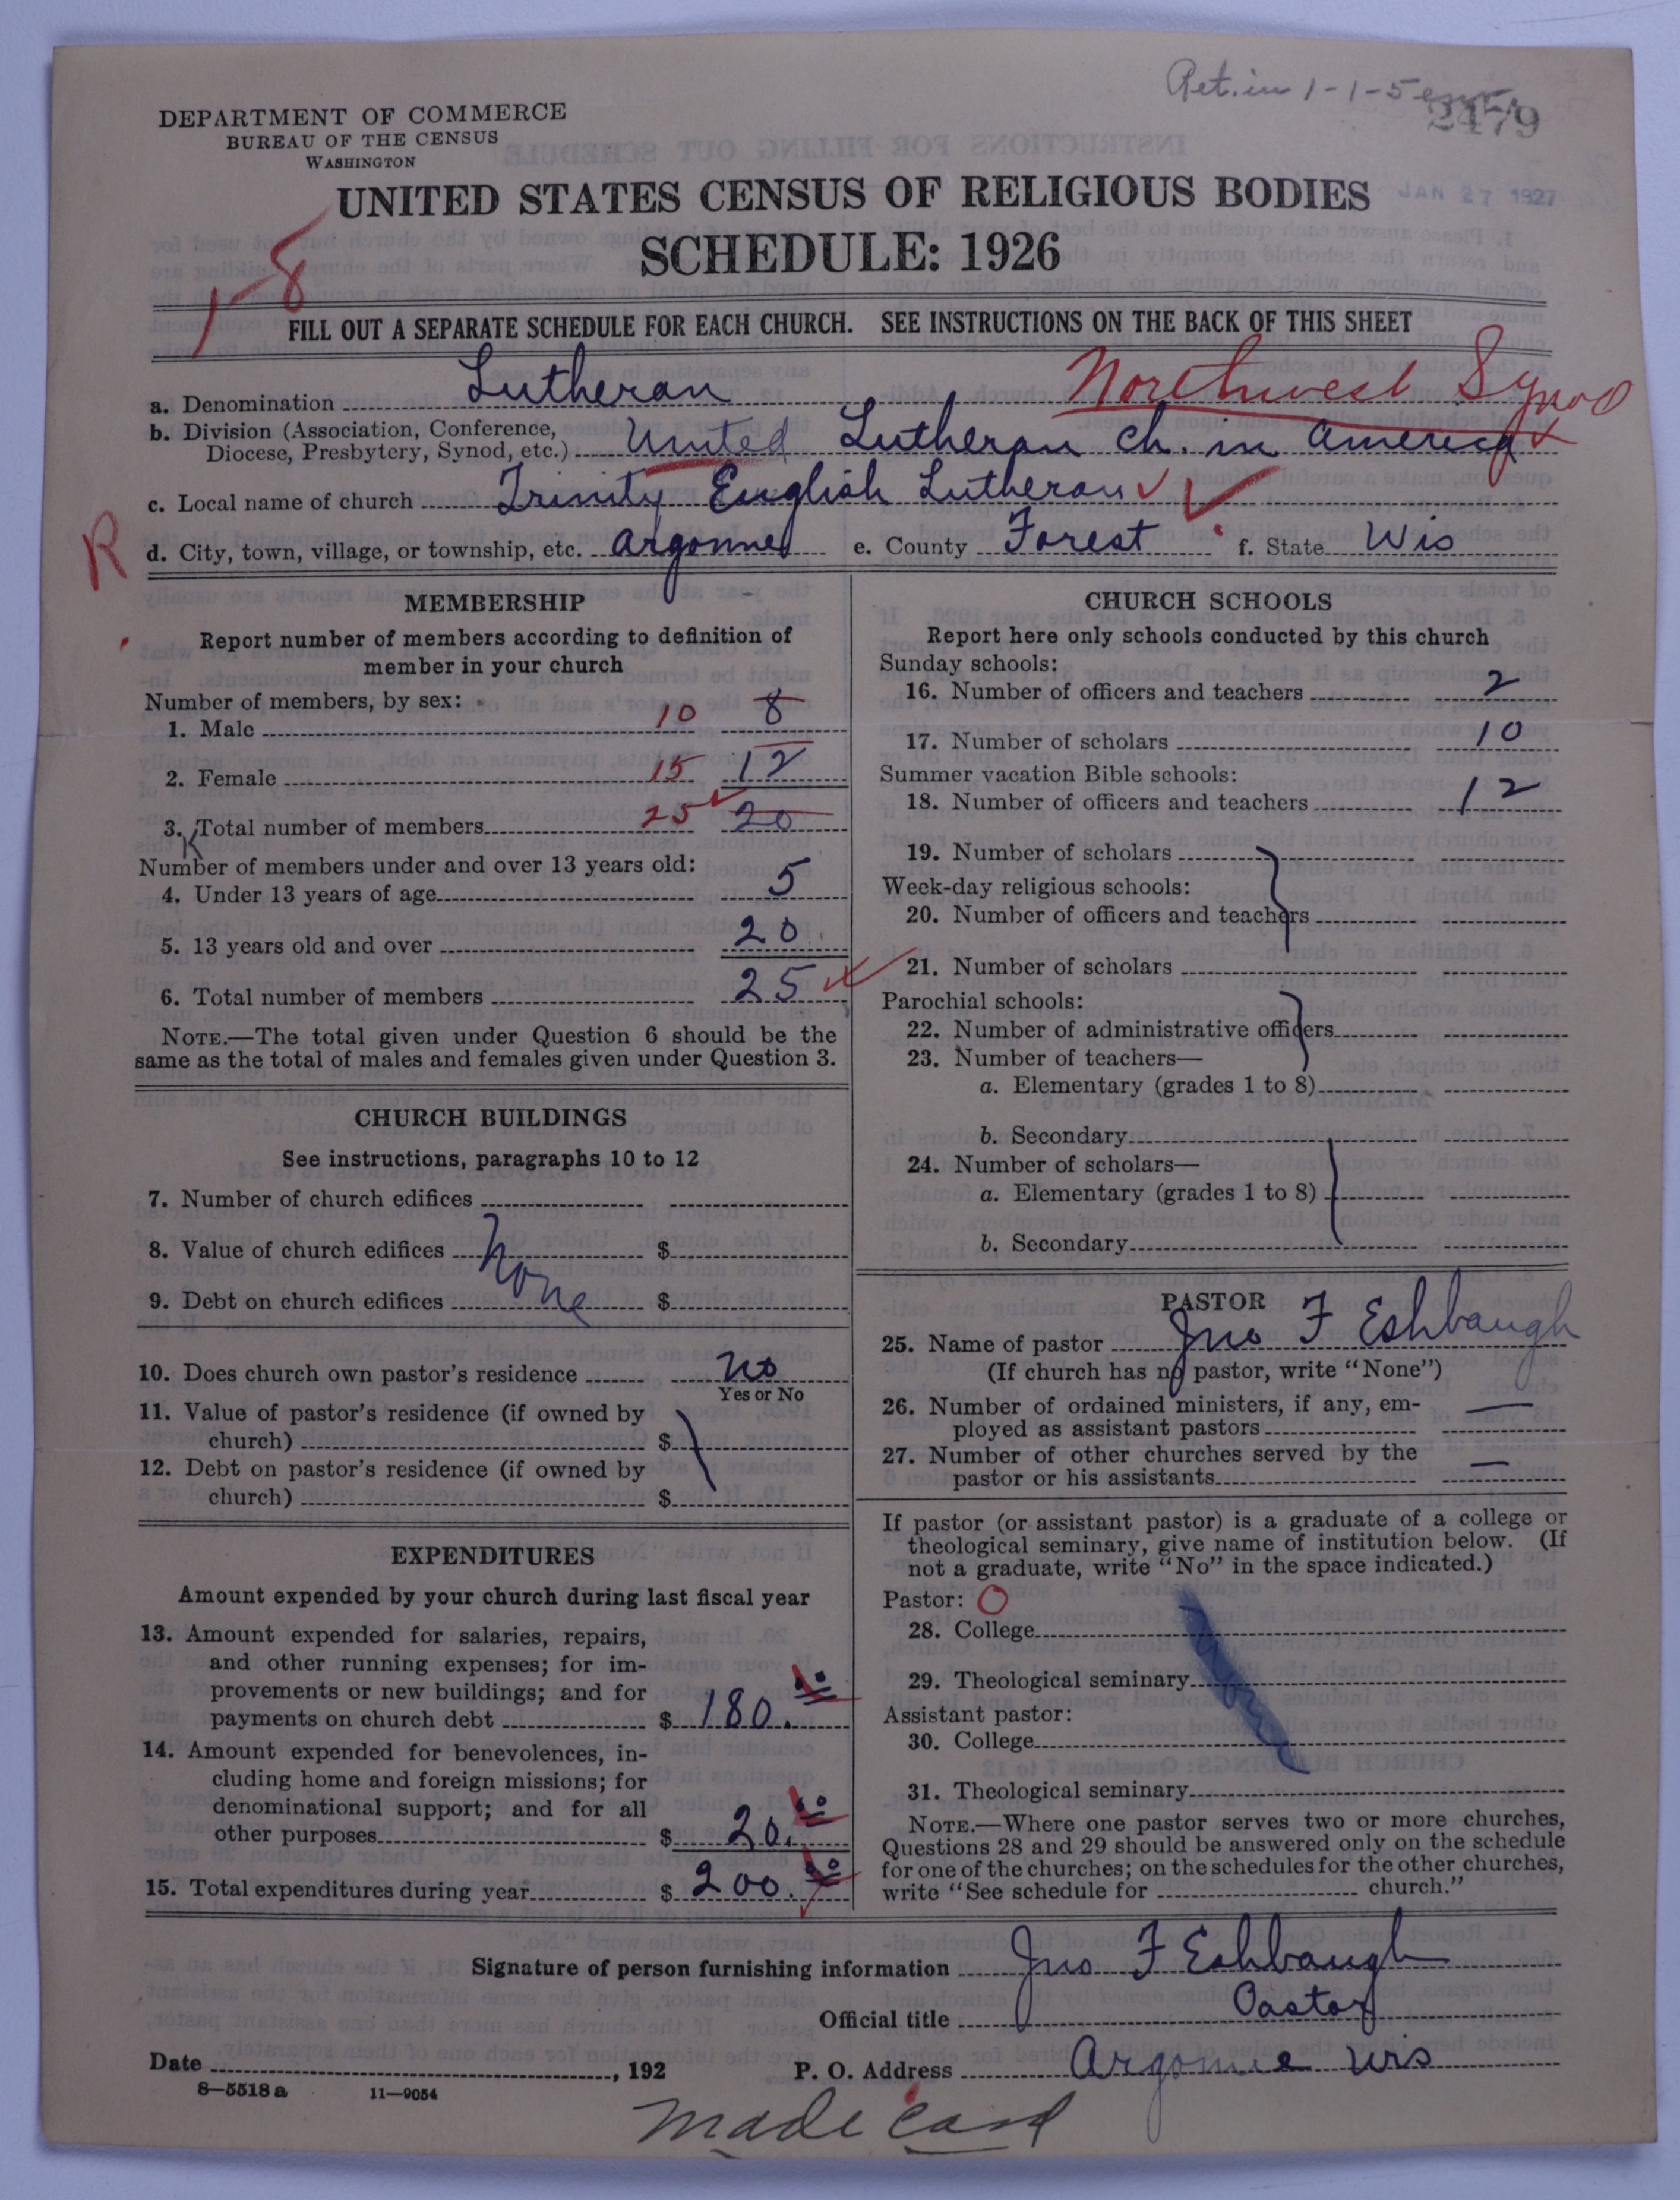 Ret. in 1-1-5
2479
DEPARTMENT OF COMMERCE
BUREAU OF THE CENSUS
WASHINGTON
JAN 27 1927
UNITED STATES CENSUS OF RELIGIOUS BODIES
SCHEDULE: 1926
1-8
FILL OUT A SEPARATE SCHEDULE FOR EACH CHURCH. SEE INSTRUCTIONS ON THE BACK OF THIS SHEET
Northwest Synod
a. Denomination Lutheran
b. Division (Association, Conference,
Diocese, Presbytery, Synod, etc.) United Lutheran Ch. in America
c. Local name of church Trinity English Lutheran
R
d. City, town, village, or township, etc. Argonne e. County Forest f. State Wis
MEMBERSHIP
Report number of members according to definition of
member in your church
Number of members, by sex:
1. Male 10 8
2. Female 15 12
3. Total number of members 25 20
Number of members under and over 13 years old:
4. Under 13 years of age 5
5. 13 years old and over 20
6. Total number of members 25
NOTE.—The total given under Question 6 should be the
same as the total of males and females given under Question 3.
CHURCH BUILDINGS
See instructions, paragraphs 10 to 12
7. Number of church edifices
8. Value of church edifices $
None
9. Debt on church edifices $
10. Does church own pastor's residence No
Yes or No
11. Value of pastor's residence (if owned by
church) $
12. Debt on pastor's residence (if owned by
church) $
EXPENDITURES
Amount expended by your church during last fiscal year
13. Amount expended for salaries, repairs,
and other running expenses; for im-
provements or new buildings; and for
payments on church debt $ 180.00
14. Amount expended for benevolences, in-
cluding home and foreign missions; for
denominational support; and for all
other purposes $ 20.00
15. Total expenditures during year $ 200.00
CHURCH SCHOOLS
Report here only schools conducted by this church
Sunday schools:
16. Number of officers and teachers 2
17. Number of scholars 10
Summer vacation Bible schools:
18. Number of officers and teachers 12
19. Number of scholars
Week-day religious schools:
20. Number of officers and teachers
21. Number of scholars
Parochial schools:
22. Number of administrative officers
23. Number of teachers—
a. Elementary (grades 1 to 8)
b. Secondary
24. Number of scholars—
a. Elementary (grades 1 to 8)
b. Secondary
PASTOR
25. Name of pastor Jno F Eshbaugh
(If church has no pastor, write "None")
26. Number of ordained ministers, if any, em-
ployed as assistant pastors —
27. Number of other churches served by the
pastor or his assistants —
If pastor (or assistant pastor) is a graduate of a college or
theological seminary, give name of institution below. (If
not a graduate, write "No" in the space indicated.)
Pastor: O
28. College
29. Theological seminary
Assistant pastor:
30. College
31. Theological seminary
NOTE.—Where one pastor serves two or more churches,
Questions 28 and 29 should be answered only on the schedule
for one of the churches; on the schedules for the other churches,
write "See schedule for church."
Signature of person furnishing information Jno F Eshbaugh
Official title Pastor
Date , 192 P. O. Address Argonne Wis
8—5518a 11—9054
made card